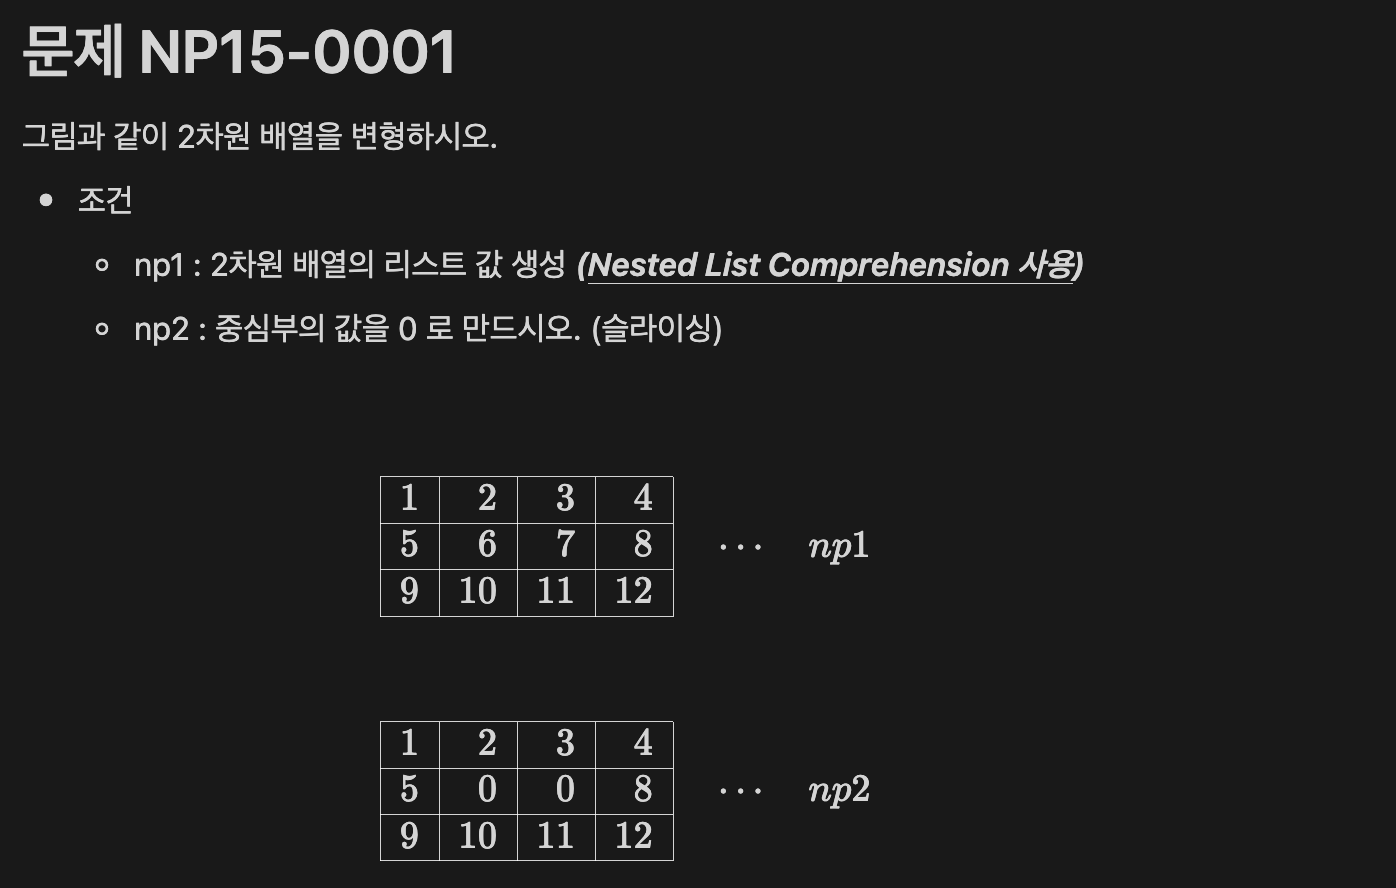 문제 NP15-0001
그림과 같이 2차원 배열을 변형하시오.
• 조건
◦ np1 : 2차원 배열의 리스트 값 생성 (Nested List Comprehension 사용)
◦ np2 : 중심부의 값을 0 로 만드시오. (슬라이싱)
1 2 3 4
5 6 7 8 ⋯ np1
9 10 11 12
1 2 3 4
5 0 0 8 ⋯ np2
9 10 11 12